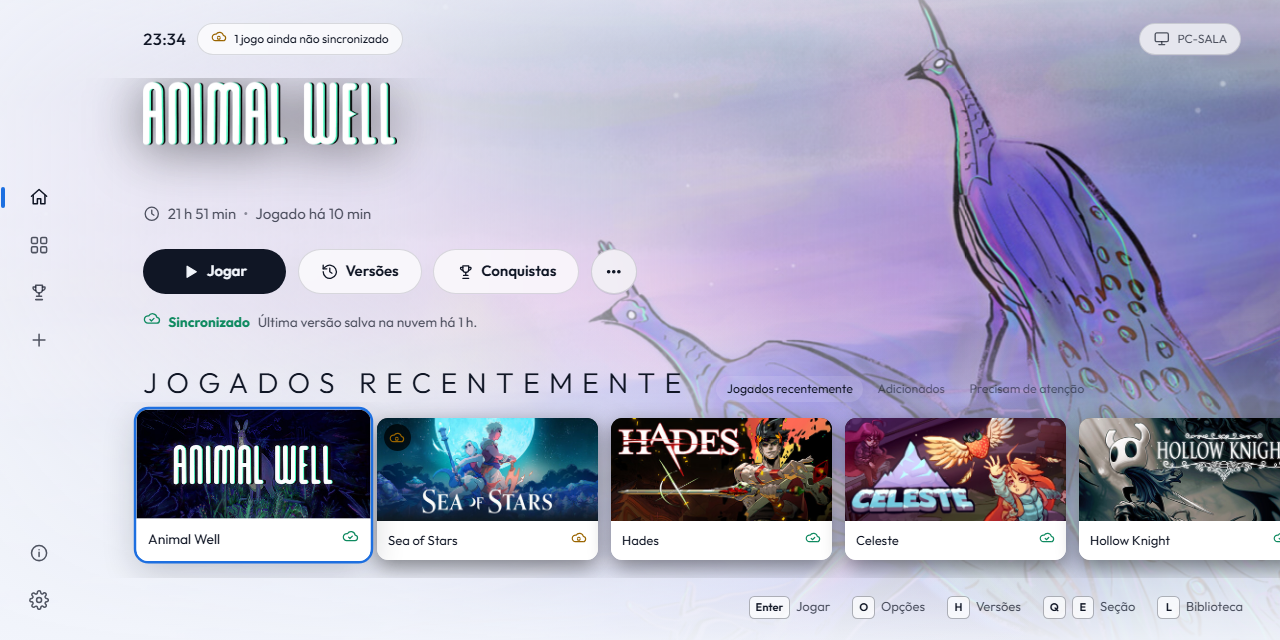 23:34
1 jogo ainda não sincronizado
PC-SALA
ANIMAL WELL
21 h 51 min • Jogado há 10 min
Jogar
Versões
Conquistas
Sincronizado Última versão salva na nuvem há 1 h.
JOGADOS RECENTEMENTE
Jogados recentemente
Adicionados
Precisam de atenção
ANIMAL WELL
SEA OF STARS
HADES
CELESTE
HOLLOW KNIGH
Animal Well
Sea of Stars
Hades
Celeste
Hollow Knight
Enter Jogar
O Opções
H Versões
Q E Seção
L Biblioteca